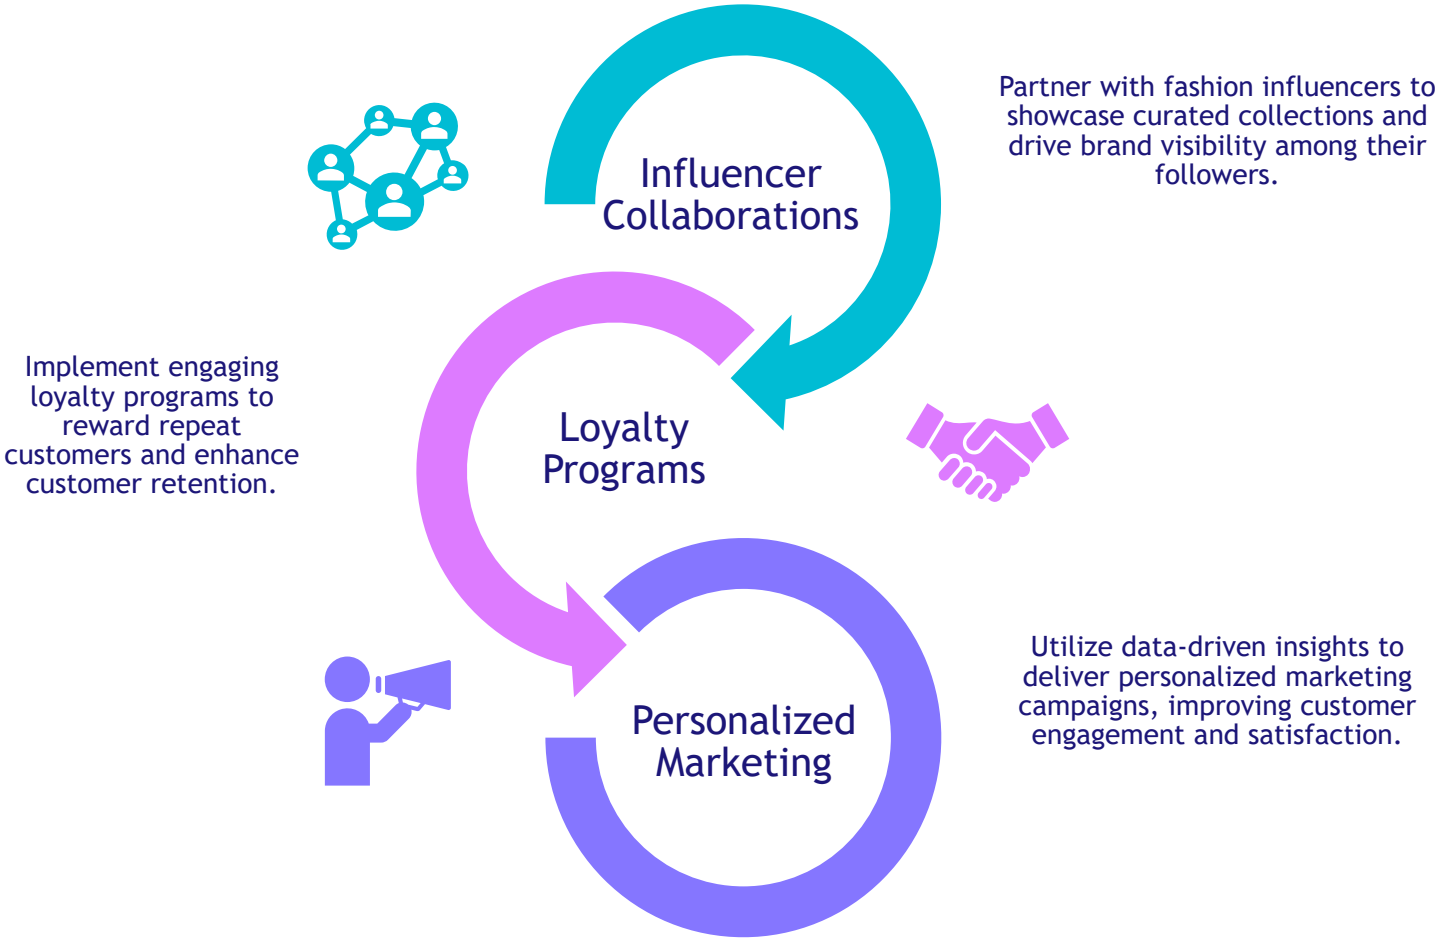 Influencer
Collaborations
Partner with fashion influencers to
showcase curated collections and
drive brand visibility among their
followers.
Loyalty
Programs
Implement engaging
loyalty programs to
reward repeat
customers and enhance
customer retention.
Personalized
Marketing
Utilize data-driven insights to
deliver personalized marketing
campaigns, improving customer
engagement and satisfaction.